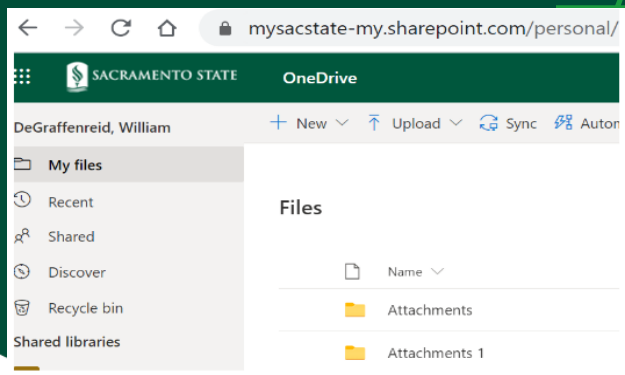 mysacstate-my.sharepoint.com/personal/
SACRAMENTO STATE
OneDrive
DeGraffenreid, William
New
Upload
Sync
Autom
My files
Recent
Shared
Discover
Recycle bin
Shared libraries
Files
Name
Attachments
Attachments 1